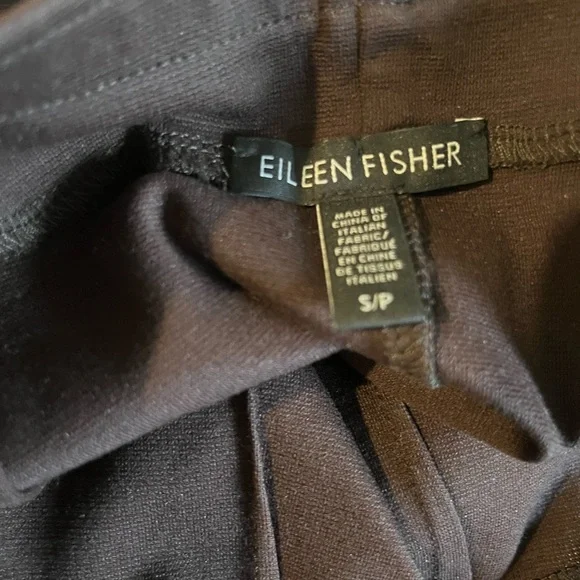 EILEEN FISHER
MADE IN
CHINA OF
ITALIAN
FABRIC/
FABRIQUÉ
EN CHINE
DE TISSUS
ITALIEN
S/P